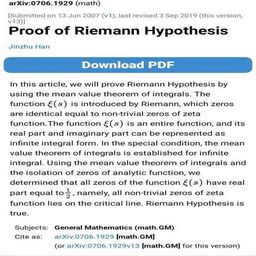 arXiv:0706.1929 (math)
[Submitted on 13 Jun 2007 (v1), last revised 3 Sep 2019 (this version,
v13)]
Proof of Riemann Hypothesis
Jinzhu Han
Download PDF
In this article, we will prove Riemann Hypothesis by
using the mean value theorem of integrals. The
function ξ(s) is introduced by Riemann, which zeros
are identical equal to non-trivial zeros of zeta
function.The function ξ(s) is an entire function, and its
real part and imaginary part can be represented as
infinite integral form. In the special condition, the mean
value theorem of integrals is established for infinite
integral. Using the mean value theorem of integrals and
the isolation of zeros of analytic function, we
determined that all zeros of the function ξ(s) have real
part equal to 1/2, namely, all non-trivial zeros of zeta
function lies on the critical line. Riemann Hypothesis is
true.
Subjects: General Mathematics (math.GM)
Cite as: arXiv:0706.1929 [math.GM]
(or arXiv:0706.1929v13 [math.GM] for this version)